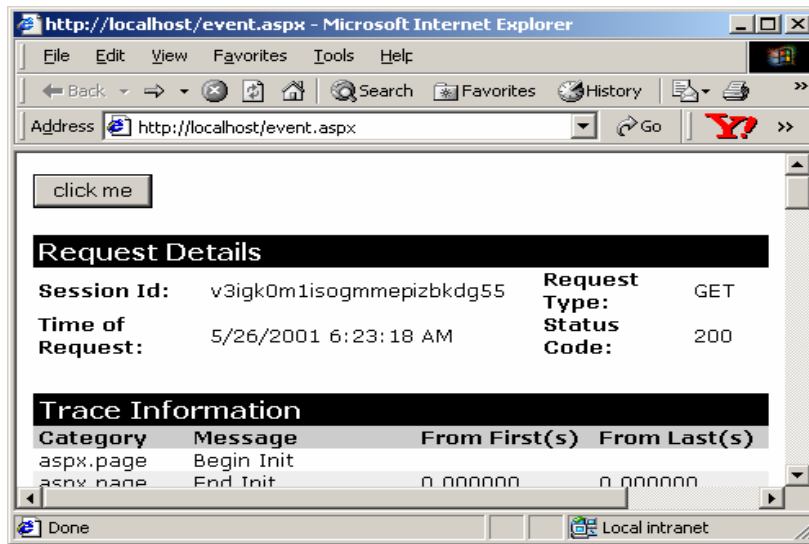 http://localhost/event.aspx - Microsoft Internet Explorer
File Edit View Favorites Tools Help
Back Search Favorites History »
Address http://localhost/event.aspx Go Y! »
click me
Request Details
Session Id: v3igk0m1isogmmepizbkdg55 Request Type: GET
Time of Request: 5/26/2001 6:23:18 AM Status Code: 200
Trace Information
Category Message From First(s) From Last(s)
aspx.page Begin Init
aspx.page End Init 0.000000 0.000000
Done Local intranet